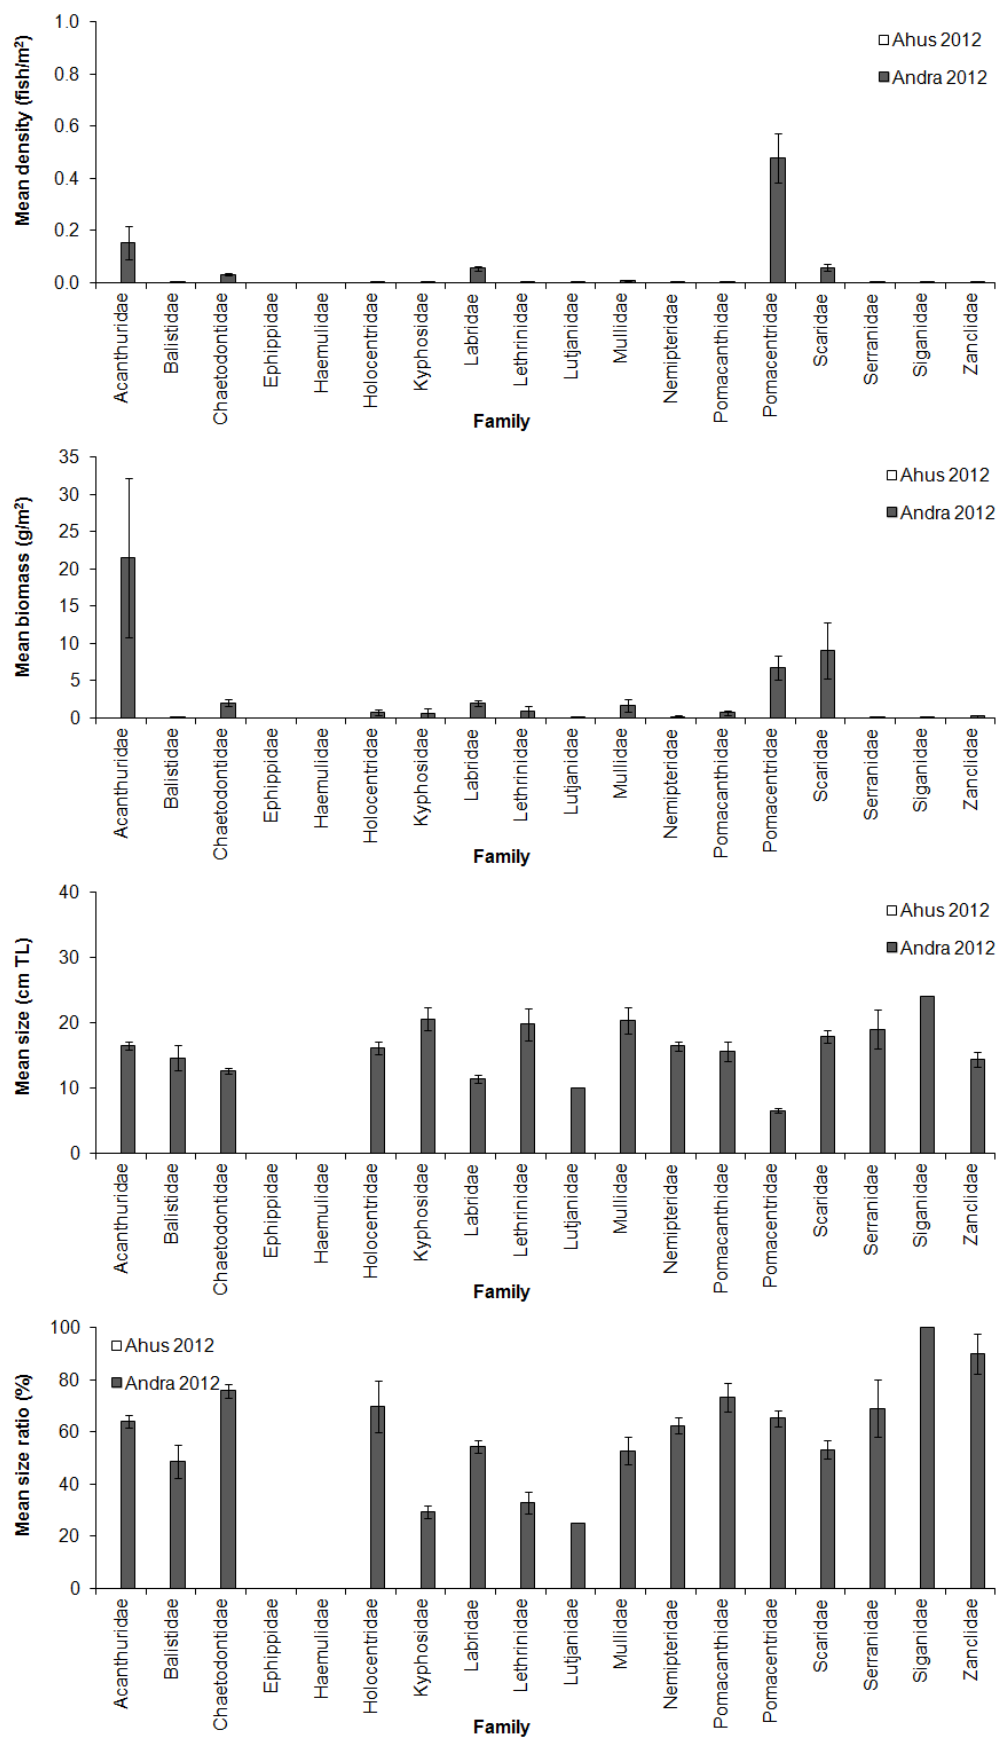 Mean density (fish/m²)
1.0
0.8
0.6
0.4
0.2
0.0
Ahus 2012
Andra 2012
Acanthuridae
Balistidae
Chaetodontidae
Ephippidae
Haemulidae
Holocentridae
Kyphosidae
Labridae
Lethrinidae
Lutjanidae
Mullidae
Nemipteridae
Pomacanthidae
Pomacentridae
Scaridae
Serranidae
Siganidae
Zanclidae
Family
Mean biomass (g/m²)
35
30
25
20
15
10
5
0
Ahus 2012
Andra 2012
Acanthuridae
Balistidae
Chaetodontidae
Ephippidae
Haemulidae
Holocentridae
Kyphosidae
Labridae
Lethrinidae
Lutjanidae
Mullidae
Nemipteridae
Pomacanthidae
Pomacentridae
Scaridae
Serranidae
Siganidae
Zanclidae
Family
Mean size (cm TL)
40
30
20
10
0
Ahus 2012
Andra 2012
Acanthuridae
Balistidae
Chaetodontidae
Ephippidae
Haemulidae
Holocentridae
Kyphosidae
Labridae
Lethrinidae
Lutjanidae
Mullidae
Nemipteridae
Pomacanthidae
Pomacentridae
Scaridae
Serranidae
Siganidae
Zanclidae
Family
Mean size ratio (%)
100
80
60
40
20
0
Ahus 2012
Andra 2012
Acanthuridae
Balistidae
Chaetodontidae
Ephippidae
Haemulidae
Holocentridae
Kyphosidae
Labridae
Lethrinidae
Lutjanidae
Mullidae
Nemipteridae
Pomacanthidae
Pomacentridae
Scaridae
Serranidae
Siganidae
Zanclidae
Family